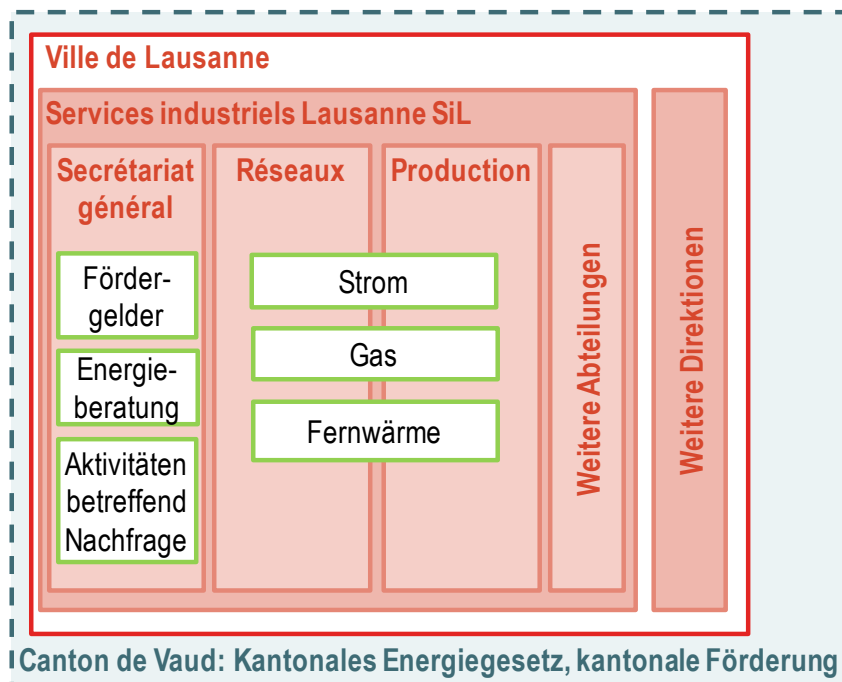 Ville de Lausanne
Services industriels Lausanne SiL
Secrétariat
général
Réseaux
Production
Förder-
gelder
Energie-
beratung
Aktivitäten
betreffend
Nachfrage
Strom
Gas
Fernwärme
Weitere Abteilungen
Weitere Direktionen
Canton de Vaud: Kantonales Energiegesetz, kantonale Förderung